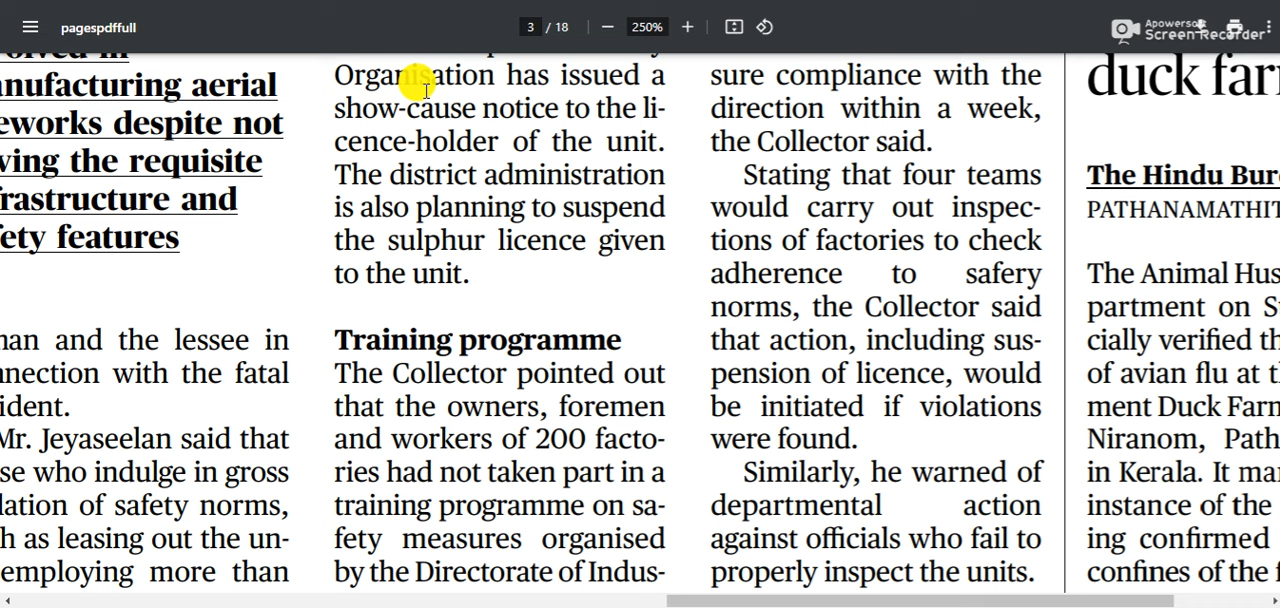 pagespdffull
3 / 18
250%
Apowersoft
Screen Recorder
anufacturing aerial
eworks despite not
ving the requisite
frastructure and
fety features
man and the lessee in
nnection with the fatal
ident.
Mr. Jeyaseelan said that
se who indulge in gross
lation of safety norms,
h as leasing out the un-
employing more than
Organisation has issued a
show-cause notice to the li-
cence-holder of the unit.
The district administration
is also planning to suspend
the sulphur licence given
to the unit.
Training programme
The Collector pointed out
that the owners, foremen
and workers of 200 facto-
ries had not taken part in a
training programme on sa-
fety measures organised
by the Directorate of Indus-
sure compliance with the
direction within a week,
the Collector said.
Stating that four teams
would carry out inspec-
tions of factories to check
adherence to safery
norms, the Collector said
that action, including sus-
pension of licence, would
be initiated if violations
were found.
Similarly, he warned of
departmental action
against officials who fail to
properly inspect the units.
duck far
The Hindu Bur
PATHANAMATHIT
The Animal Hus
partment on S
cially verified th
of avian flu at t
ment Duck Farm
Niranom, Path
in Kerala. It mar
instance of the
ing confirmed
confines of the f